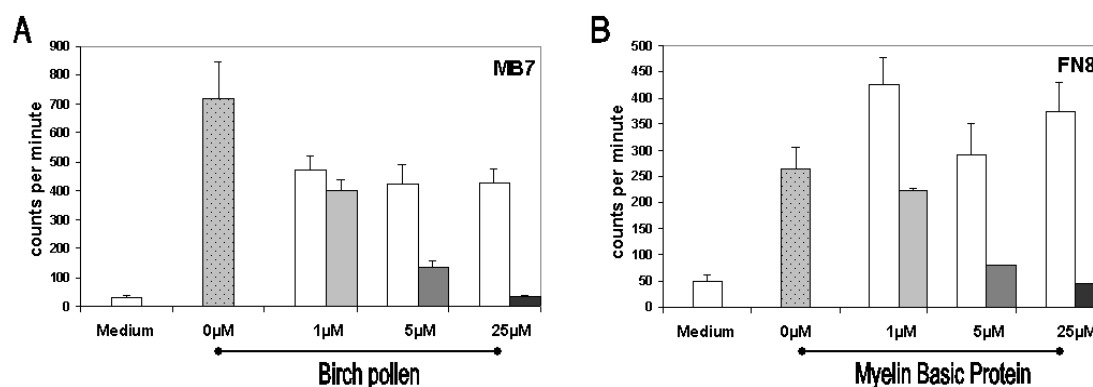 A
MB7
counts per minute
900
800
700
600
500
400
300
200
100
0
Medium
0µM
1µM
5µM
25µM
Birch pollen
B
FN8
counts per minute
500
450
400
350
300
250
200
150
100
50
0
Medium
0µM
1µM
5µM
25µM
Myelin Basic Protein